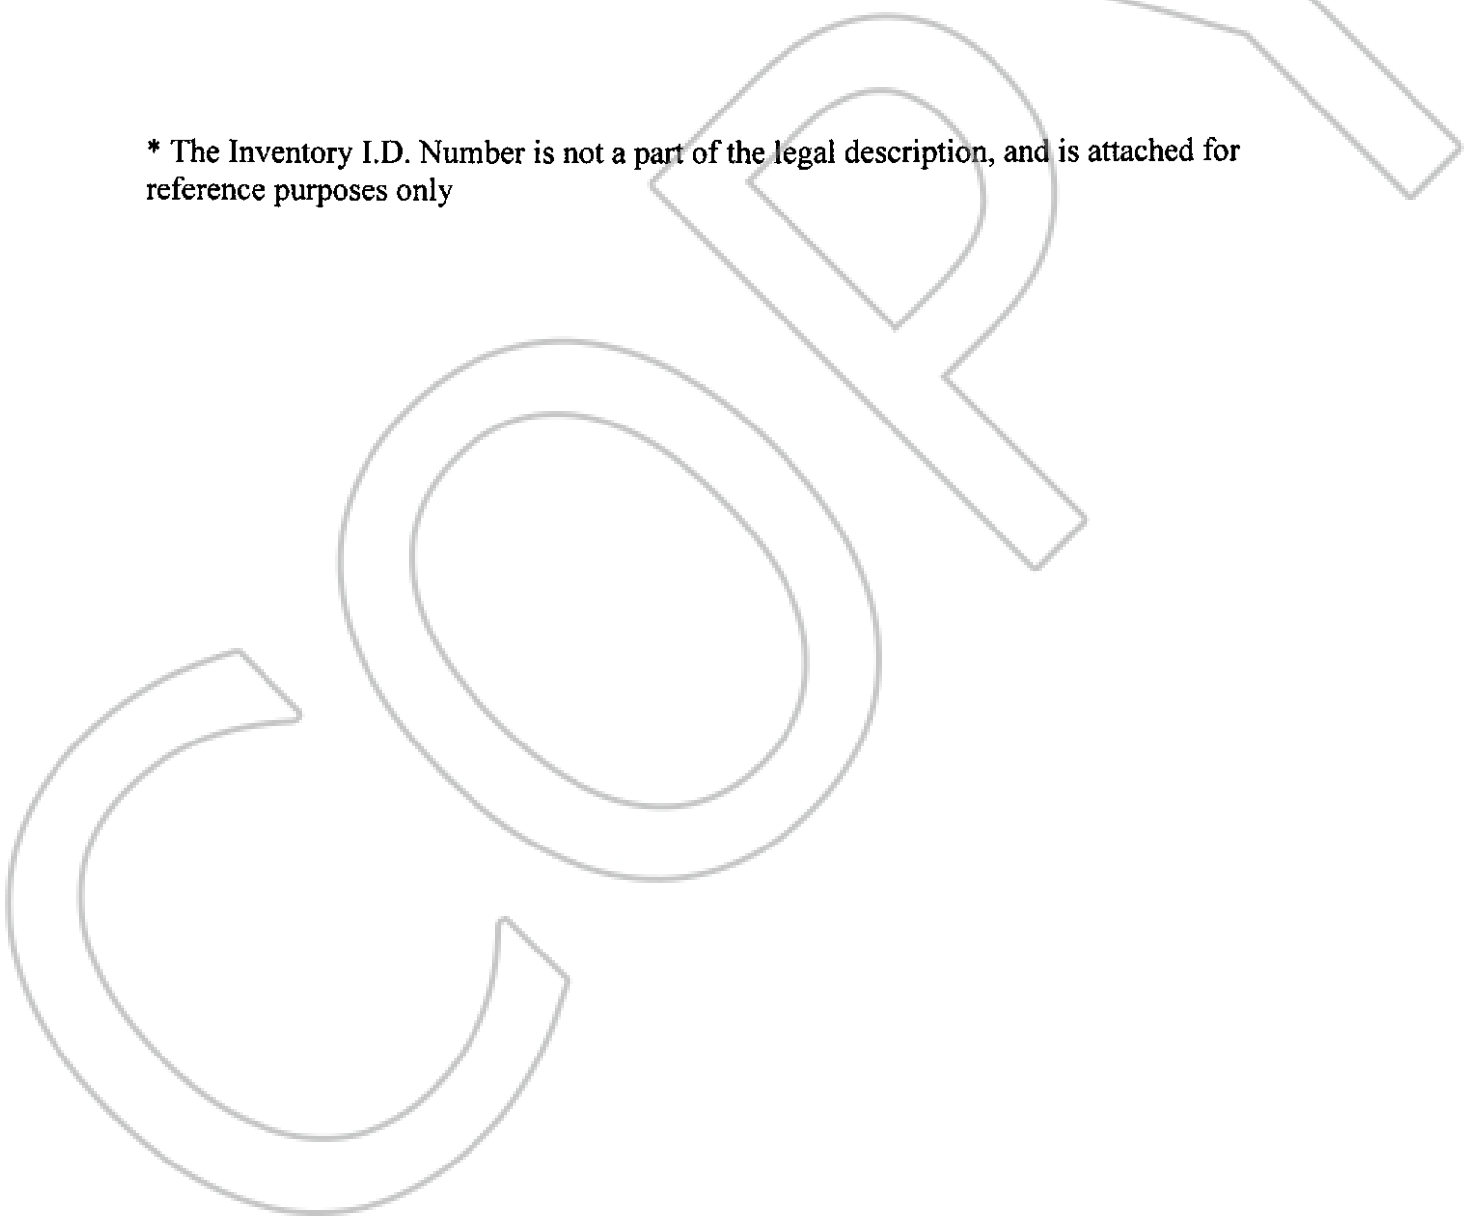 * The Inventory I.D. Number is not a part of the legal description, and is attached for
reference purposes only
COPY